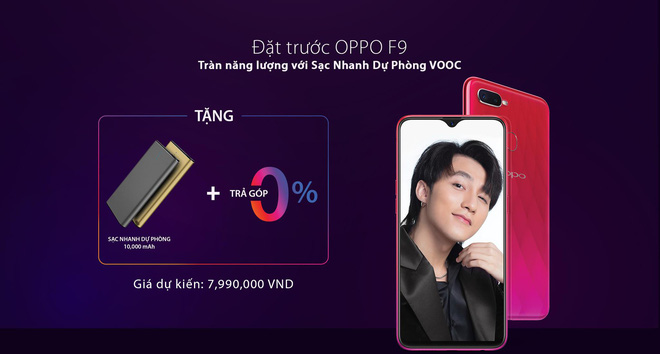 Đặt trước OPPO F9
Tràn năng lượng với Sạc Nhanh Dự Phòng VOOC
TẶNG
+ TRẢ GÓP 0%
SẠC NHANH DỰ PHÒNG
10,000 mAh
Giá dự kiến: 7,990,000 VND
oppo